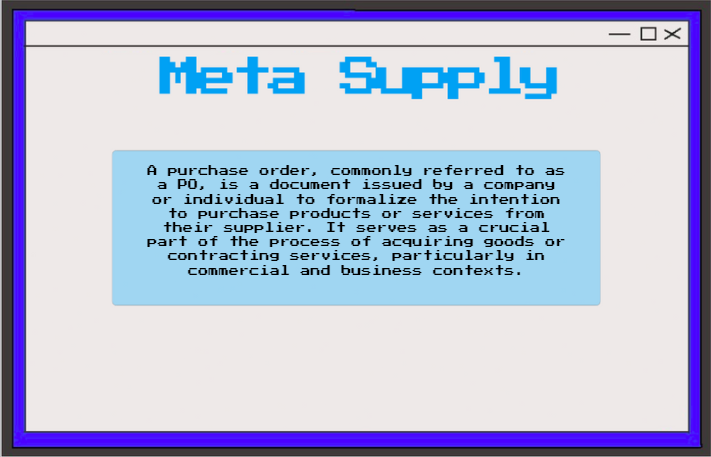 Meta Supply
A purchase order, commonly referred to as
a PO, is a document issued by a company
or individual to formalize the intention
to purchase products or services from
their supplier. It serves as a crucial
part of the process of acquiring goods or
contracting services, particularly in
commercial and business contexts.